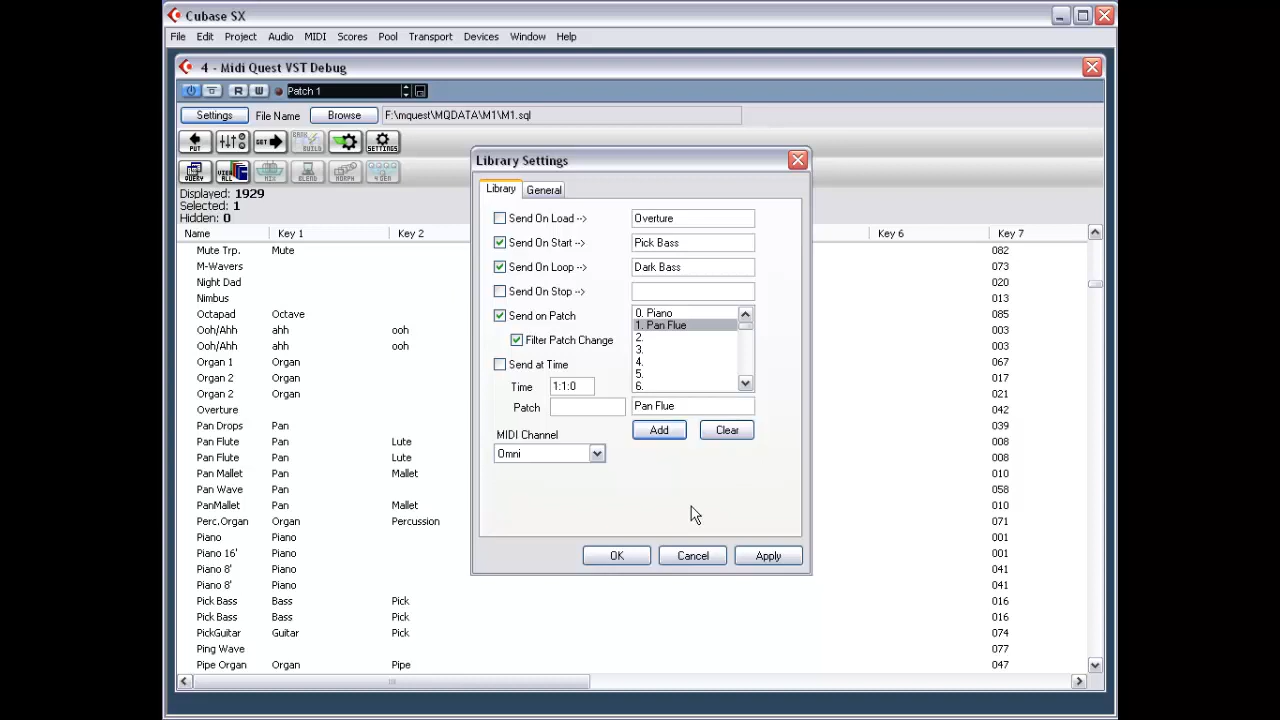 Cubase SX
File Edit Project Audio MIDI Scores Pool Transport Devices Window Help
4 - Midi Quest VST Debug
R W Patch 1
Settings File Name Browse F:\mquest\MQDATA\M1\M1.sql
PUT GET BANK BUILD SETTINGS
QUERY VIEW ALL MIX BLEND MORPH
Displayed: 1929
Selected: 1
Hidden: 0
Name Key 1 Key 2 Key 6 Key 7
Mute Trp. Mute 082
M-Wavers 073
Night Dad 020
Nimbus 013
Octapad Octave 085
Ooh/Ahh ahh ooh 003
Ooh/Ahh ahh ooh 003
Organ 1 Organ 067
Organ 2 Organ 017
Organ 2 Organ 021
Overture 042
Pan Drops Pan 039
Pan Flute Pan Lute 008
Pan Flute Pan Lute 008
Pan Mallet Pan Mallet 010
Pan Wave Pan 058
PanMallet Pan Mallet 010
Perc.Organ Organ Percussion 071
Piano Piano 001
Piano 16' Piano 001
Piano 8' Piano 041
Piano 8' Piano 041
Pick Bass Bass Pick 016
Pick Bass Bass Pick 016
PickGuitar Guitar Pick 074
Ping Wave 077
Pipe Organ Organ Pipe 047
Library Settings
Library General
Send On Load --> Overture
Send On Start --> Pick Bass
Send On Loop --> Dark Bass
Send On Stop -->
Send on Patch
0. Piano
1. Pan Flue
2.
3.
4.
5.
6.
Filter Patch Change
Send at Time
Time 1:1:0
Patch Pan Flue
Add Clear
MIDI Channel
Omni
OK Cancel Apply